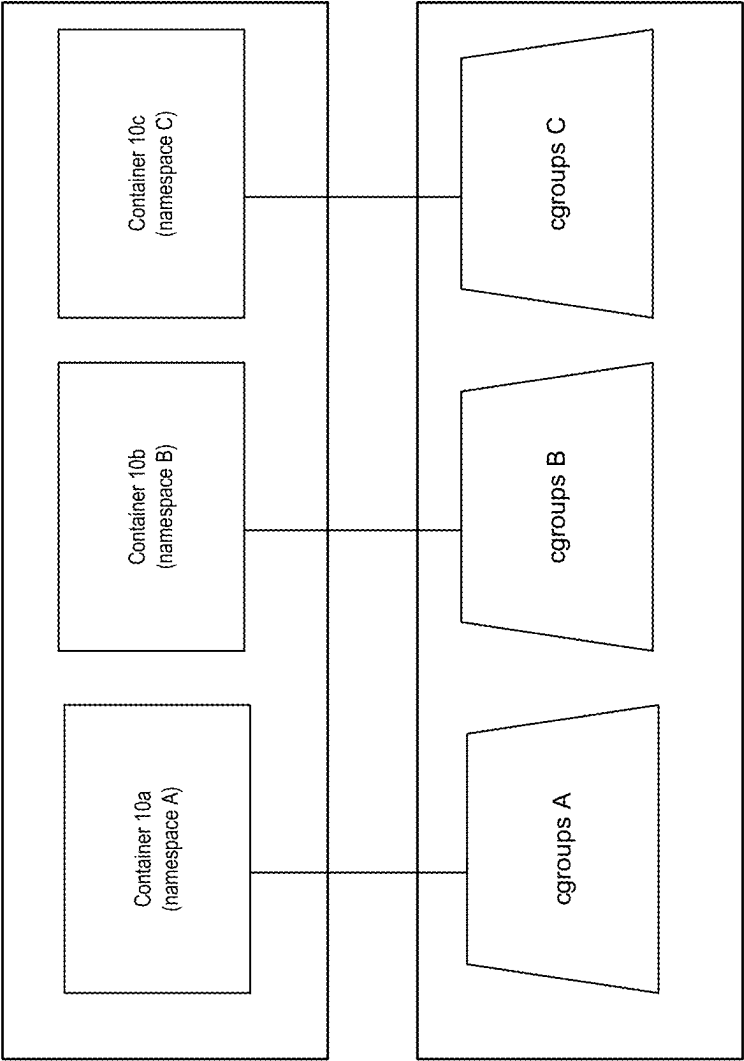 Container 10a
(namespace A)
Container 10b
(namespace B)
Container 10c
(namespace C)
cgroups A
cgroups B
cgroups C